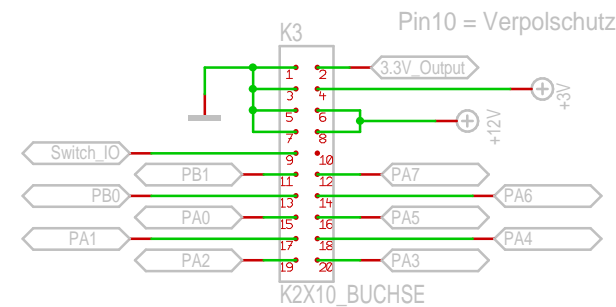 Pin10 = Verpolschutz
K3
1 2 3.3V_Output
3 4 +3V
5 6 +12V
7 8
Switch_IO 9 10
PB1 11 12 PA7
PB0 13 14 PA6
PA0 15 16 PA5
PA1 17 18 PA4
PA2 19 20 PA3
K2X10_BUCHSE